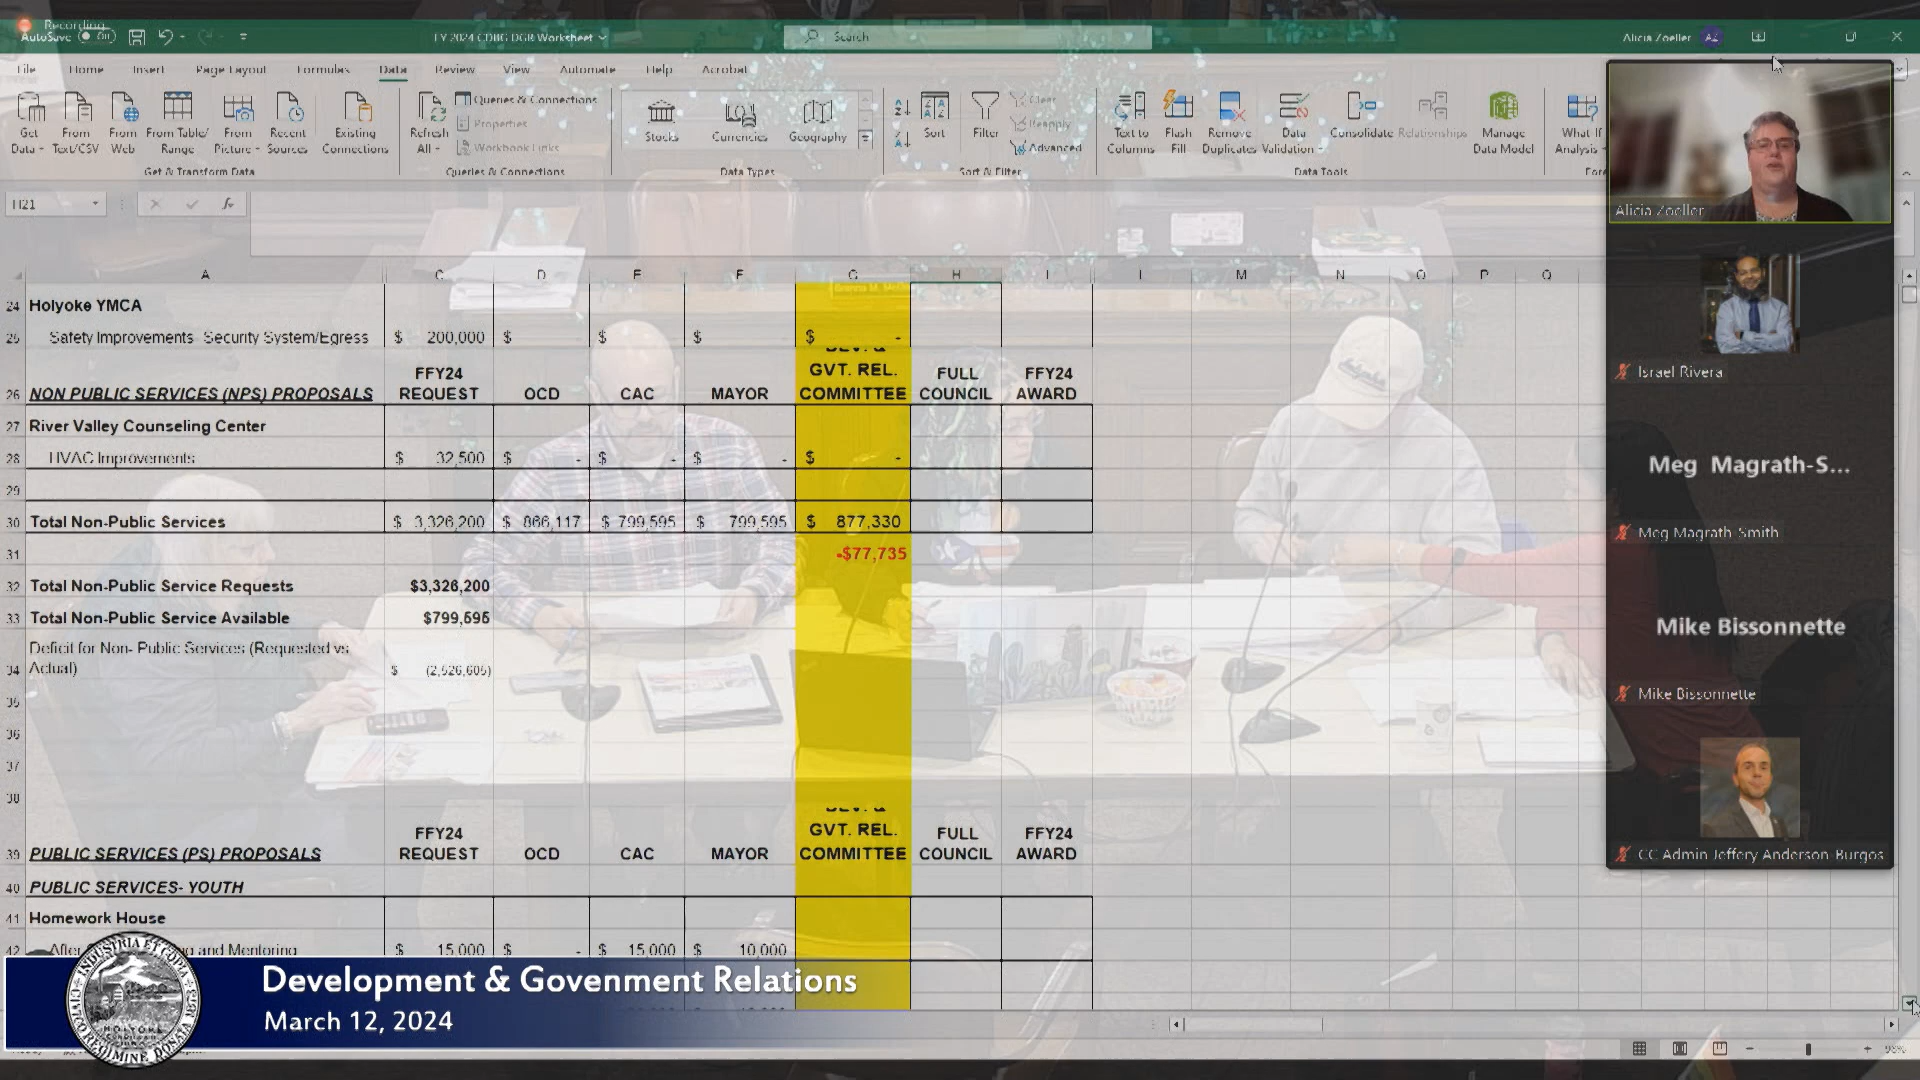 Recording
AutoSave Off
FY 2024 CDBG DGR Worksheet
Search
Alicia Zoeller AZ
File Home Insert Page Layout Formulas Data Review View Automate Help Acrobat
Get Data
From Text/CSV
From Web
From Table/ Range
From Picture
Recent Sources
Existing Connections
Get & Transform Data
Refresh All
Queries & Connections
Properties
Workbook Links
Queries & Connections
Stocks
Currencies
Geography
Data Types
Sort
Filter
Clear
Reapply
Advanced
Sort & Filter
Text to Columns
Flash Fill
Remove Duplicates
Data Validation
Consolidate
Relationships
Manage Data Model
Data Tools
What If Analysis
Fore
H21
fx
A C D E F G H I L M N O P Q
24 Holyoke YMCA
25 Safety Improvements Security System/Egress $ 200,000 $ $ $ $ -
26 NON PUBLIC SERVICES (NPS) PROPOSALS FFY24 REQUEST OCD CAC MAYOR DEV. & GVT. REL. COMMITTEE FULL COUNCIL FFY24 AWARD
27 River Valley Counseling Center
28 HVAC Improvements $ 32,500 $ - $ - $ - $ -
29
30 Total Non-Public Services $ 3,326,200 $ 866,117 $ 799,595 $ 799,595 $ 877,330
31 -$77,735
32 Total Non-Public Service Requests $3,326,200
33 Total Non-Public Service Available $799,595
34 Deficit for Non- Public Services (Requested vs Actual) $ (2,526,605)
35
36
37
38
39 PUBLIC SERVICES (PS) PROPOSALS FFY24 REQUEST OCD CAC MAYOR DEV. & GVT. REL. COMMITTEE FULL COUNCIL FFY24 AWARD
40 PUBLIC SERVICES- YOUTH
41 Homework House
42 After ng and Mentoring $ 15,000 $ - $ 15,000 $ 10,000
Alicia Zoeller
Israel Rivera
Meg Magrath-S...
Meg Magrath-Smith
Mike Bissonnette
Mike Bissonnette
CC Admin Jeffery Anderson-Burgos
Development & Govenment Relations
March 12, 2024
98%